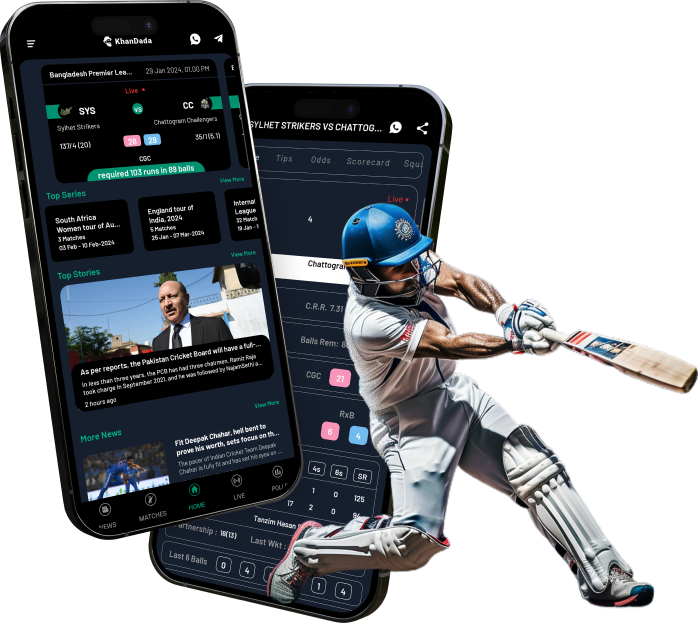 KhanDada
Bangladesh Premier Lea... 29 Jan 2024, 01:00 PM
Live
SYS VS CC
Sylhet Strikers Chattogram Challengers
137/4 (20) 28 29 35/1(5.1)
CGC
required 103 runs in 89 balls
Top Series View More
South Africa
Women tour of Au...
3 Matches
03 Feb - 10 Feb-2024
England tour of
India, 2024
5 Matches
25 Jan - 07 Mar-2024
Internat
League
32 Match
19 Jan - 1
Top Stories View More
As per reports, the Pakistan Cricket Board will have a full-...
In less than three years, the PCB has had three chairmen. Ramiz Raja
took charge in September 2021, and he was followed by NajamSethi a...
2 hours ago
More News View More
Fit Deepak Chahar, hell bent to
prove his worth, sets focus on th...
The pacer of Indian Cricket Team Deepak
Chahar is fully fit and has set his eyes on
NEWS MATCHES HOME LIVE
SYLHET STRIKERS VS CHATTOG...
e Tips Odds Scorecard Squ
Live
4
Chattogra
C.R.R. 7.31
Balls Rem:
CGC 21
RxB
6 4
4s 6s SR
17 1 0 125
2 0
Tanzim Hasan S
artnership : 18(13) Last Wkt :
Last 6 Balls 0 4 1 4